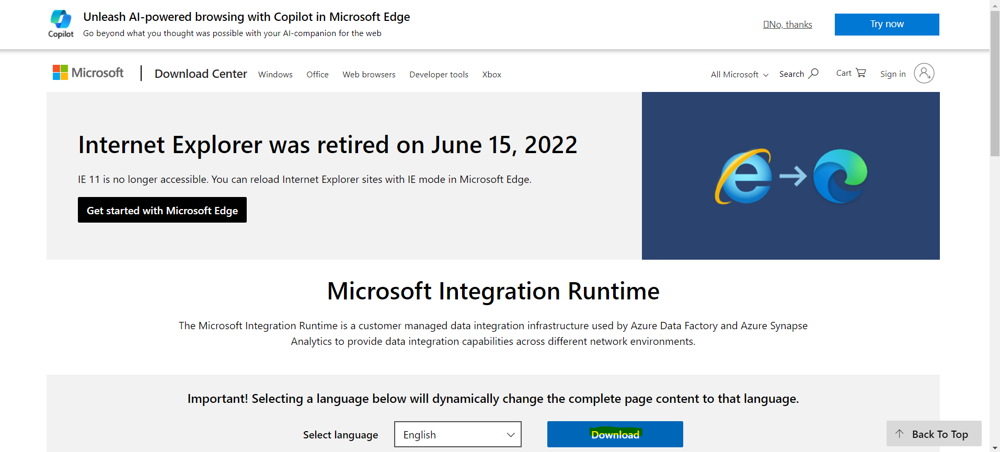 Unleash AI-powered browsing with Copilot in Microsoft Edge
Copilot
Go beyond what you thought was possible with your AI-companion for the web
No, thanks
Try now
Microsoft
Download Center
Windows
Office
Web browsers
Developer tools
Xbox
All Microsoft
Search
Cart
Sign in
Internet Explorer was retired on June 15, 2022
IE 11 is no longer accessible. You can reload Internet Explorer sites with IE mode in Microsoft Edge.
Get started with Microsoft Edge
Microsoft Integration Runtime
The Microsoft Integration Runtime is a customer managed data integration infrastructure used by Azure Data Factory and Azure Synapse
Analytics to provide data integration capabilities across different network environments.
Important! Selecting a language below will dynamically change the complete page content to that language.
Select language
English
Download
Back To Top